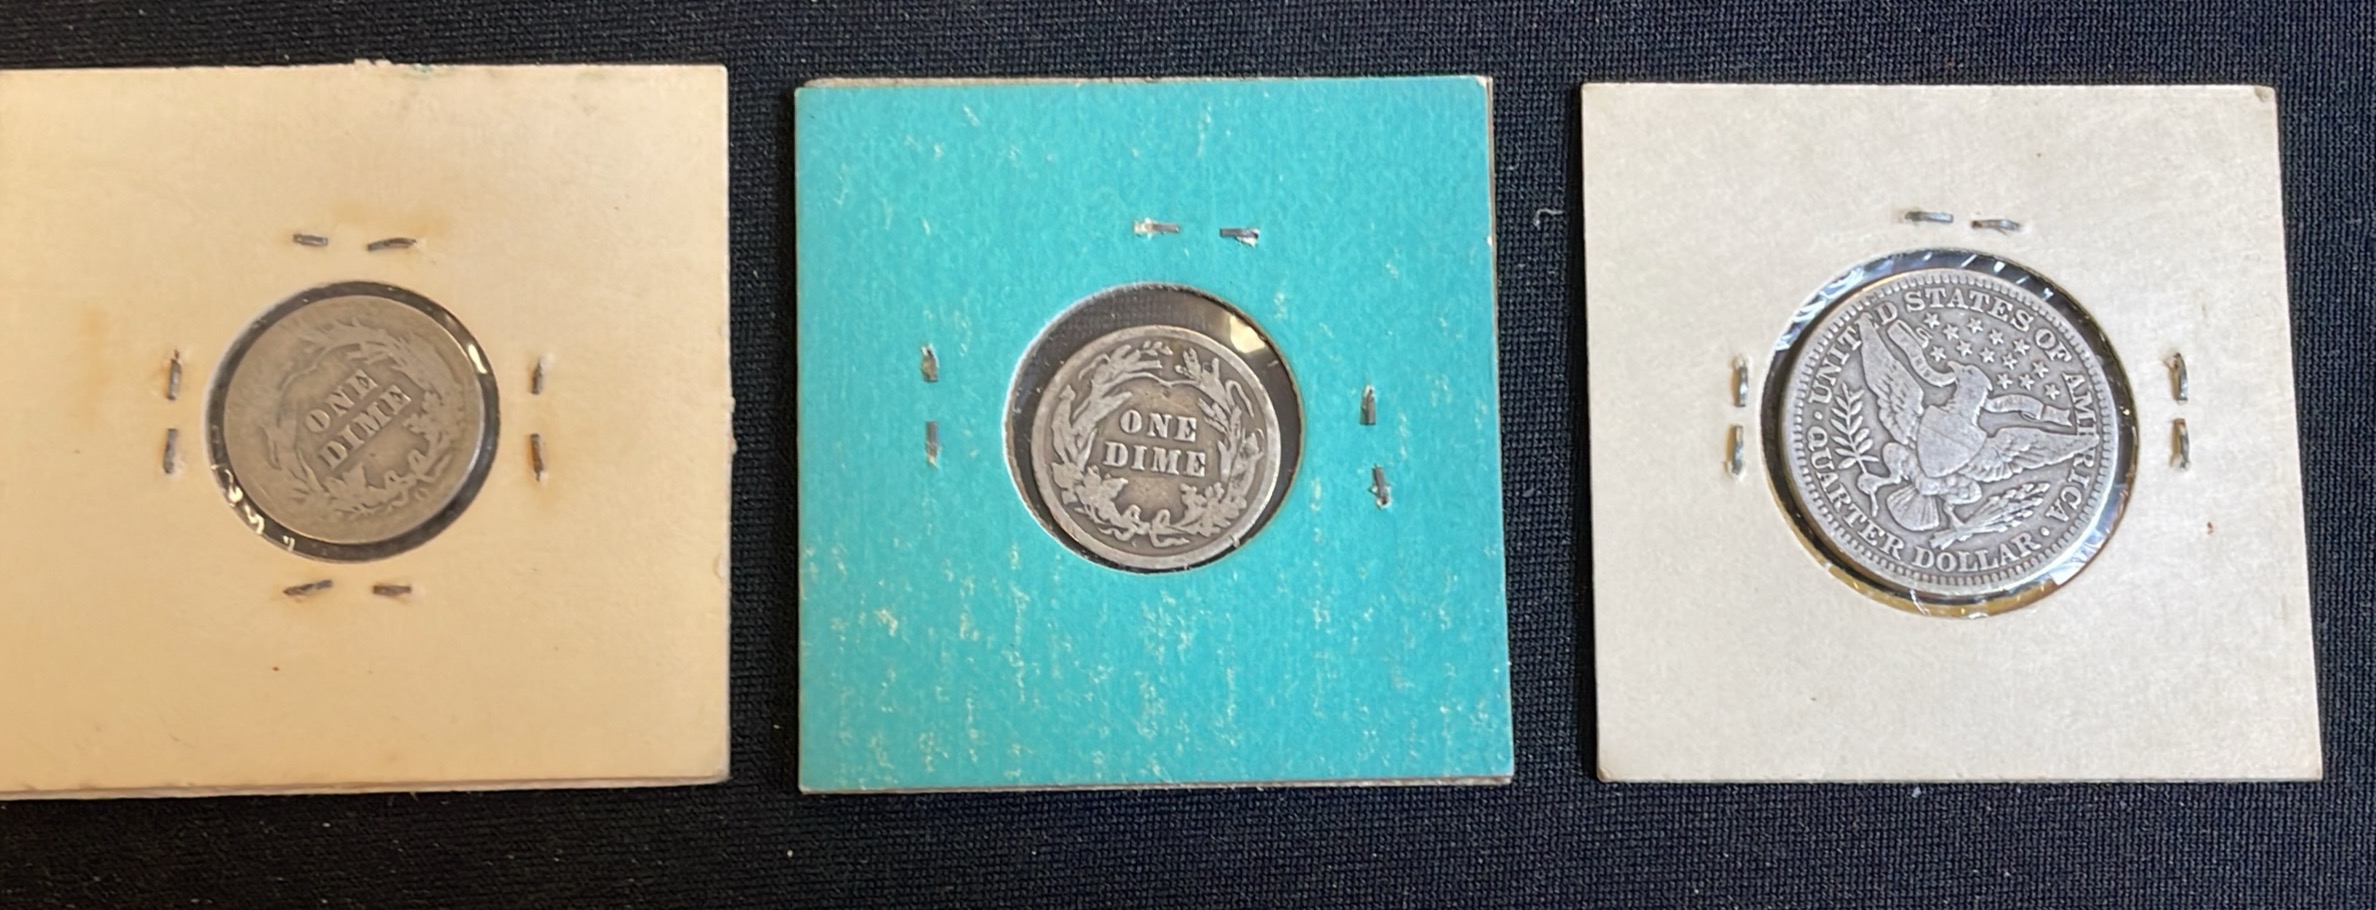 ONE
DIME
ONE
DIME
UNITED STATES OF AMERICA
QUARTER DOLLAR